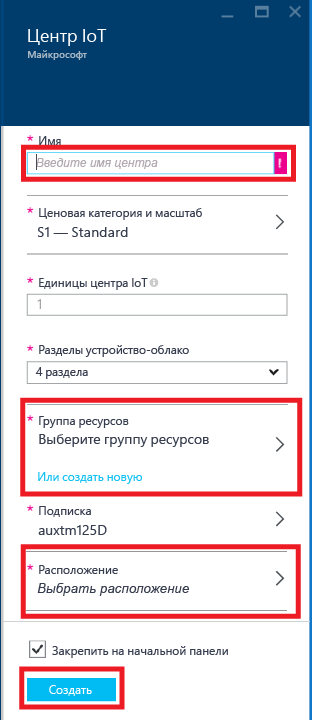 Центр IoT
Майкрософт
* Имя
Введите имя центра
!
* Ценовая категория и масштаб
S1 — Standard
* Единицы центра IoT
1
* Разделы устройство-облако
4 раздела
* Группа ресурсов
Выберите группу ресурсов
Или создать новую
* Подписка
auxtm125D
* Расположение
Выбрать расположение
Закрепить на начальной панели
Создать